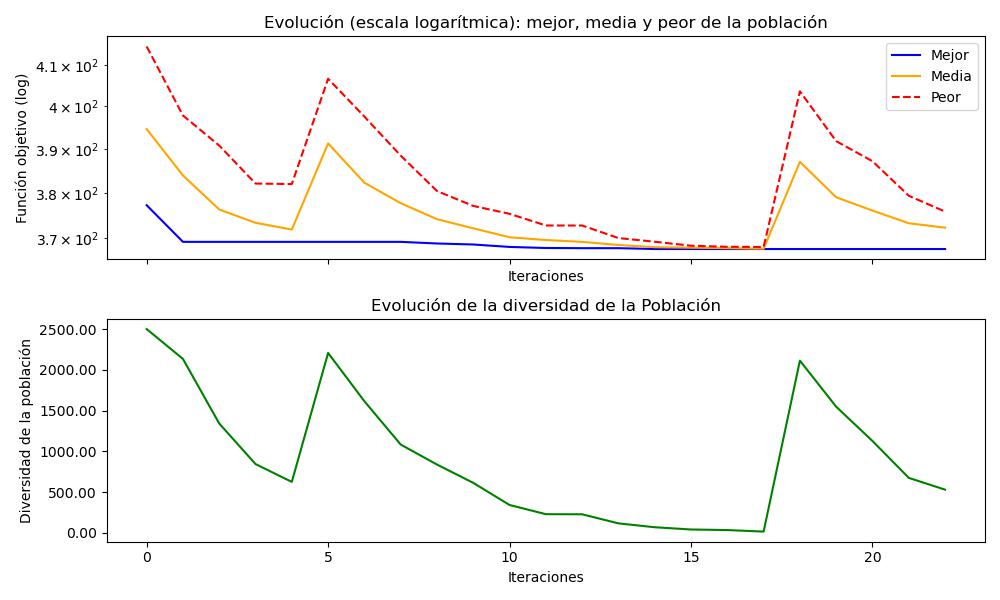 Evolución (escala logarítmica): mejor, media y peor de la población
Función objetivo (log)
4.1 × 10²
4 × 10²
3.9 × 10²
3.8 × 10²
3.7 × 10²
Mejor
Media
Peor
Iteraciones
Evolución de la diversidad de la Población
Diversidad de la población
2500.00
2000.00
1500.00
1000.00
500.00
0.00
0 5 10 15 20
Iteraciones